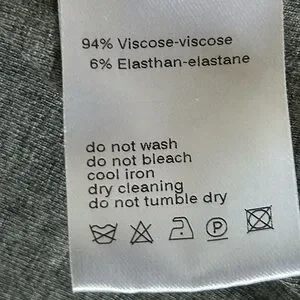 94% Viscose-viscose
6% Elasthan-elastane
do not wash
do not bleach
cool iron
dry cleaning
do not tumble dry
P